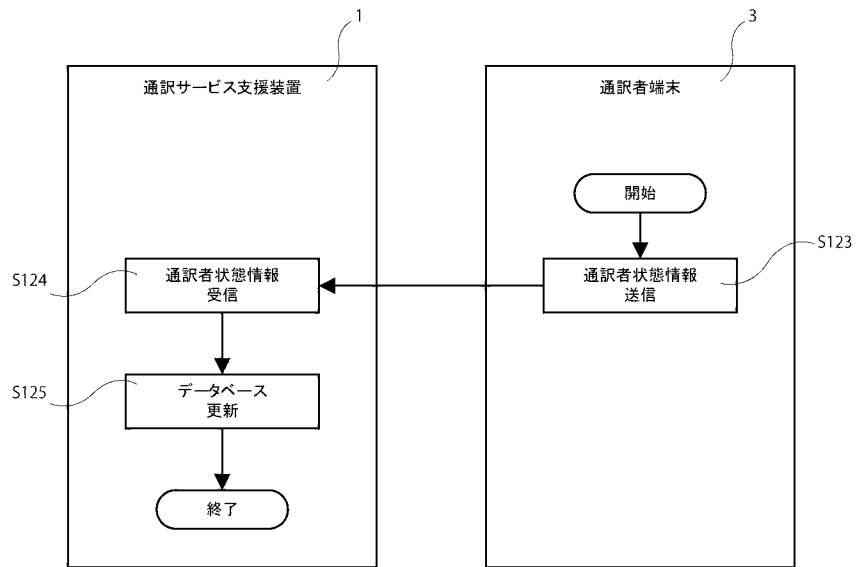 1
3
通訳サービス支援装置
通訳者端末
開始
S123
通訳者状態情報
送信
S124
通訳者状態情報
受信
S125
データベース
更新
終了